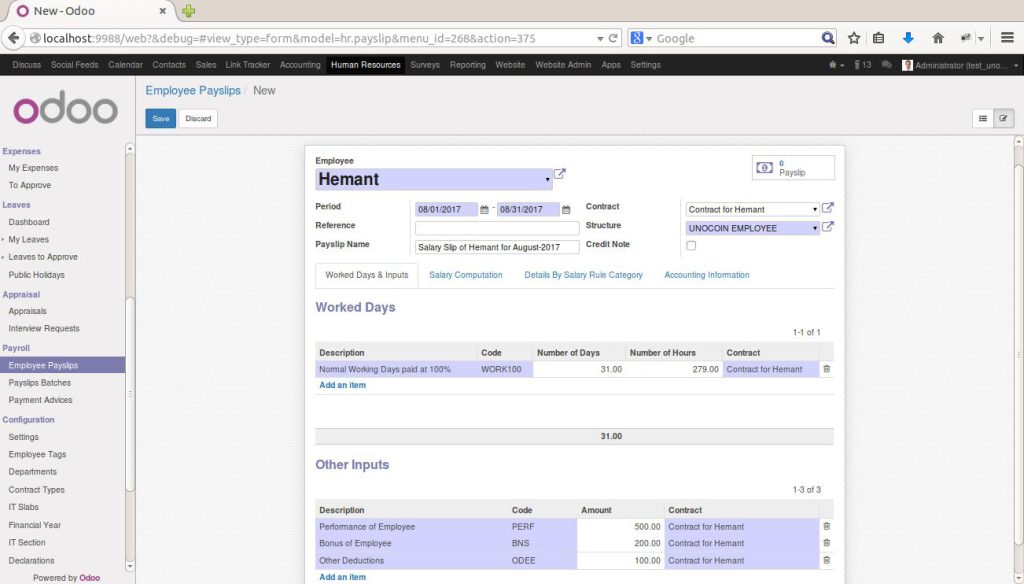 New - Odoo
localhost:9988/web?&debug=#view_type=form&model=hr.payslip&menu_id=268&action=375
Google
Discuss Social Feeds Calendar Contacts Sales Link Tracker Accounting Human Resources Surveys Reporting Website Website Admin Apps Settings 13 Administrator (test_uno...
odoo
Employee Payslips / New
Save Discard
Expenses
My Expenses
To Approve
Leaves
Dashboard
My Leaves
Leaves to Approve
Public Holidays
Appraisal
Appraisals
Interview Requests
Payroll
Employee Payslips
Payslips Batches
Payment Advices
Configuration
Settings
Employee Tags
Departments
Contract Types
IT Slabs
Financial Year
IT Section
Declarations
Powered by Odoo
Employee
Hemant
0
Payslip
Period 08/01/2017 - 08/31/2017 Contract Contract for Hemant
Reference Structure UNOCOIN EMPLOYEE
Payslip Name Salary Slip of Hemant for August-2017 Credit Note
Worked Days & Inputs Salary Computation Details By Salary Rule Category Accounting Information
Worked Days
1-1 of 1
Description Code Number of Days Number of Hours Contract
Normal Working Days paid at 100% WORK100 31.00 279.00 Contract for Hemant
Add an item
31.00
Other Inputs
1-3 of 3
Description Code Amount Contract
Performance of Employee PERF 500.00 Contract for Hemant
Bonus of Employee BNS 200.00 Contract for Hemant
Other Deductions ODEE 100.00 Contract for Hemant
Add an item